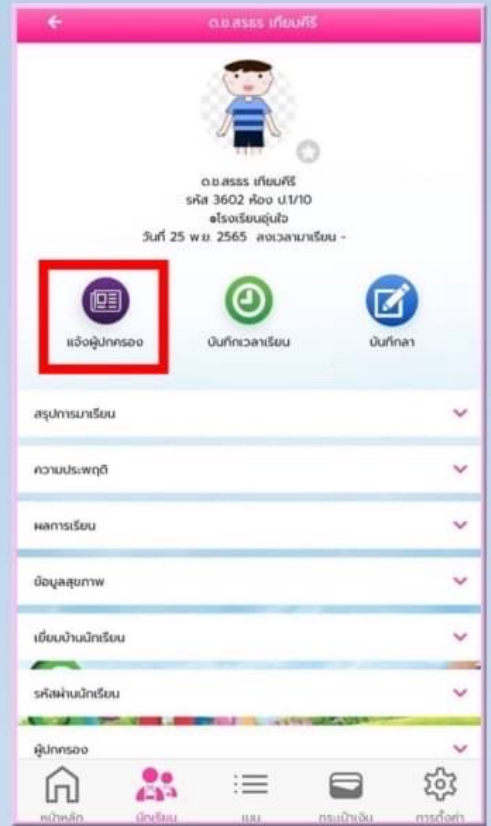 ด.ช.สรธร เทียมคีรี
ด.ช.สรธร เทียมคีรี
รหัส 3602 ห้อง ป.1/10
โรงเรียนอุ่นใจ
วันที่ 25 พ.ย. 2565 ลงเวลามาเรียน -
แจ้งผู้ปกครอง บันทึกเวลาเรียน บันทึกลา
สรุปการมาเรียน
ความประพฤติ
ผลการเรียน
ข้อมูลสุขภาพ
เยี่ยมบ้านนักเรียน
รหัสผ่านนักเรียน
ผู้ปกครอง
หน้าหลัก นักเรียน เมนู กระเป๋าเงิน การตั้งค่า